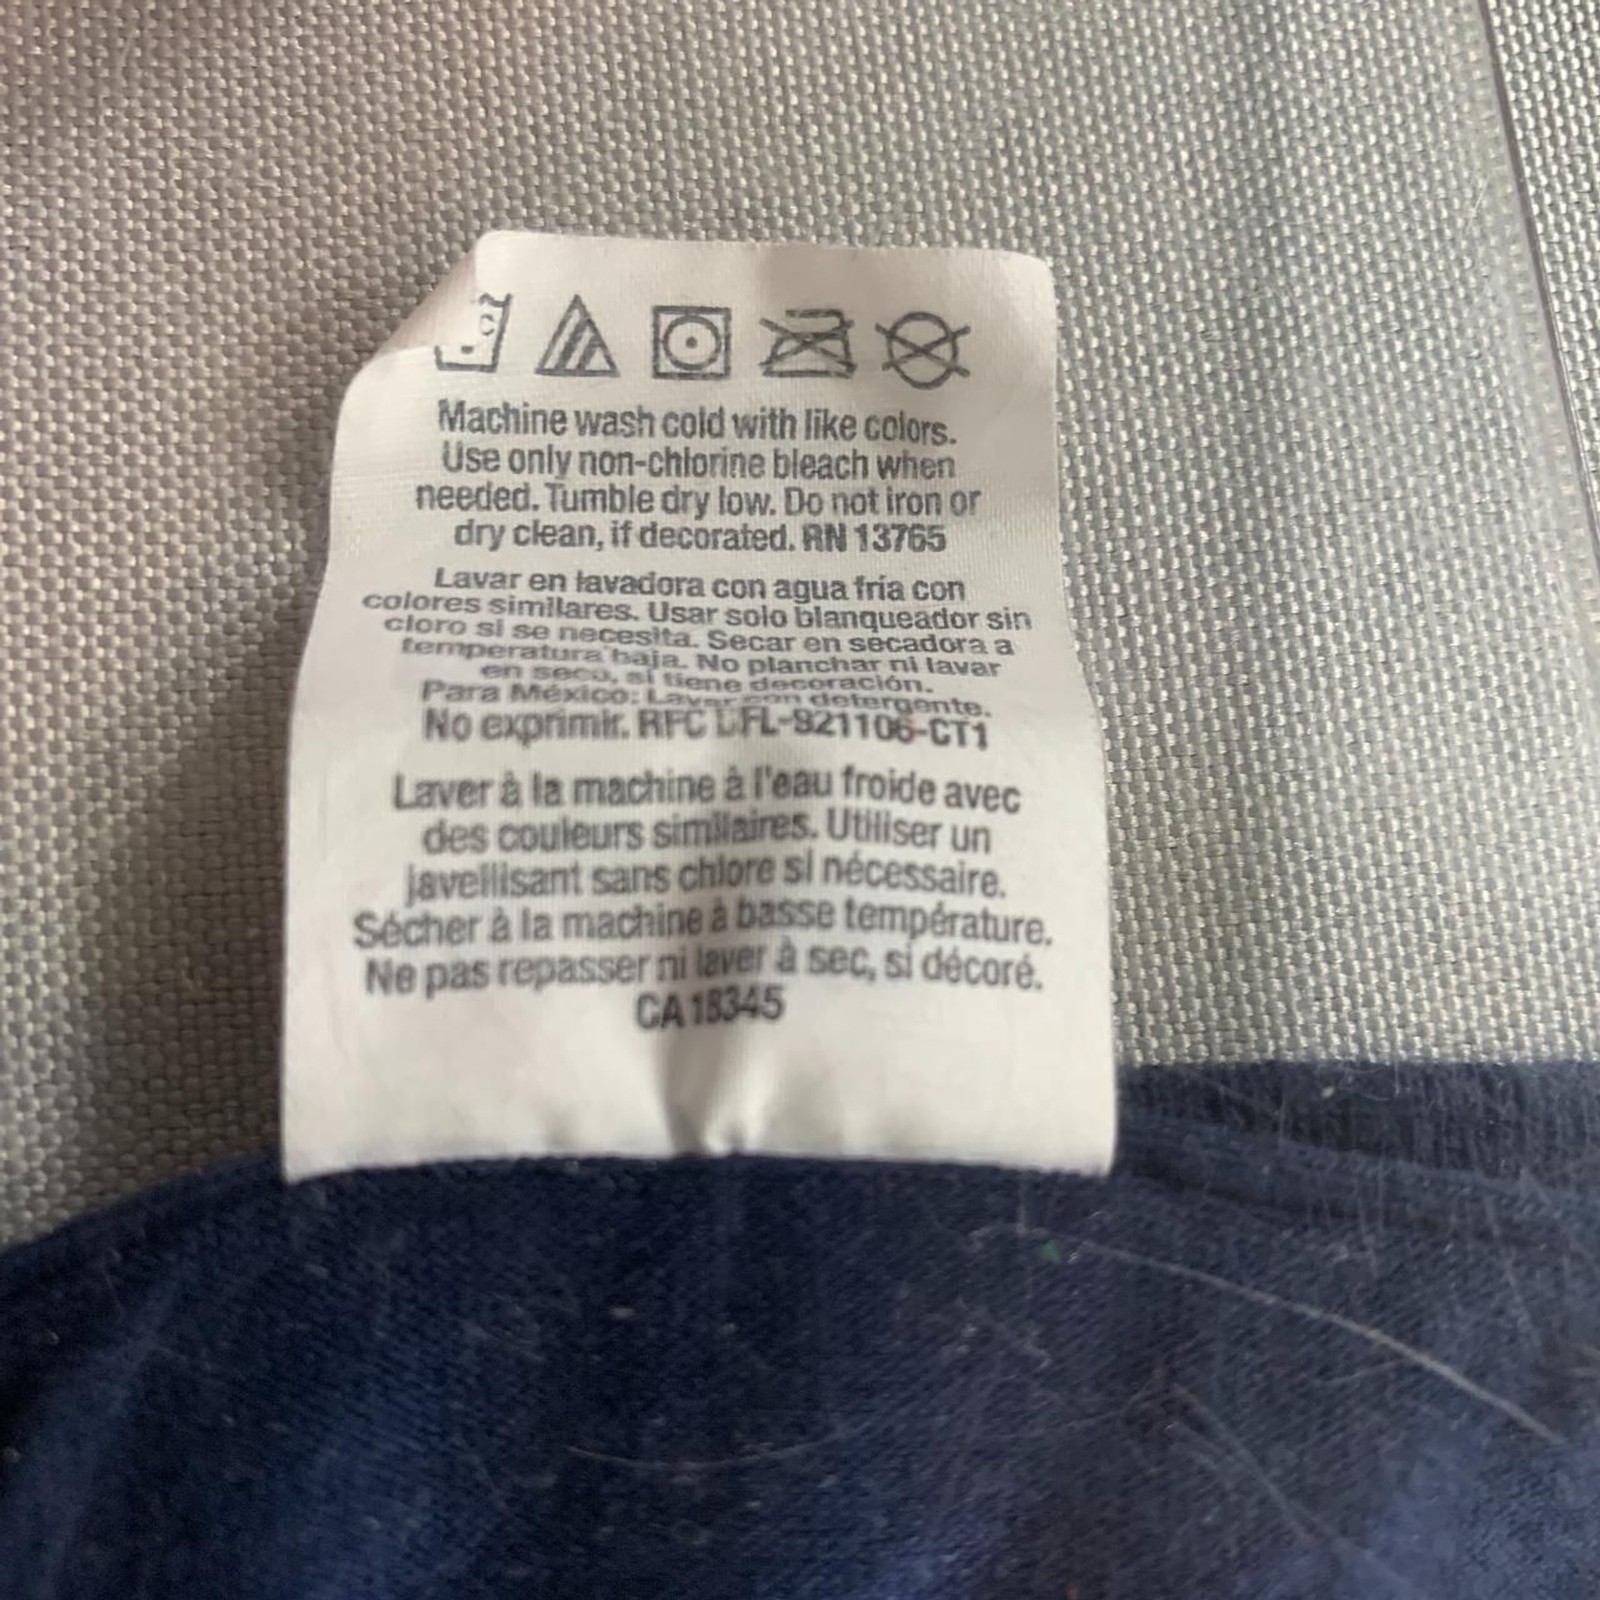 Machine wash cold with like colors.
Use only non-chlorine bleach when
needed. Tumble dry low. Do not iron or
dry clean, if decorated. RN 13765
Lavar en lavadora con agua fría con
colores similares. Usar solo blanqueador sin
cloro si se necesita. Secar en secadora a
temperatura baja. No planchar ni lavar
en seco, si tiene decoración.
Para México: Lavar con detergente.
No exprimir. RFC DFL-921106-CT1
Laver à la machine à l'eau froide avec
des couleurs similaires. Utiliser un
javellisant sans chlore si nécessaire.
Sécher à la machine à basse température.
Ne pas repasser ni laver à sec, si décoré.
CA 18345